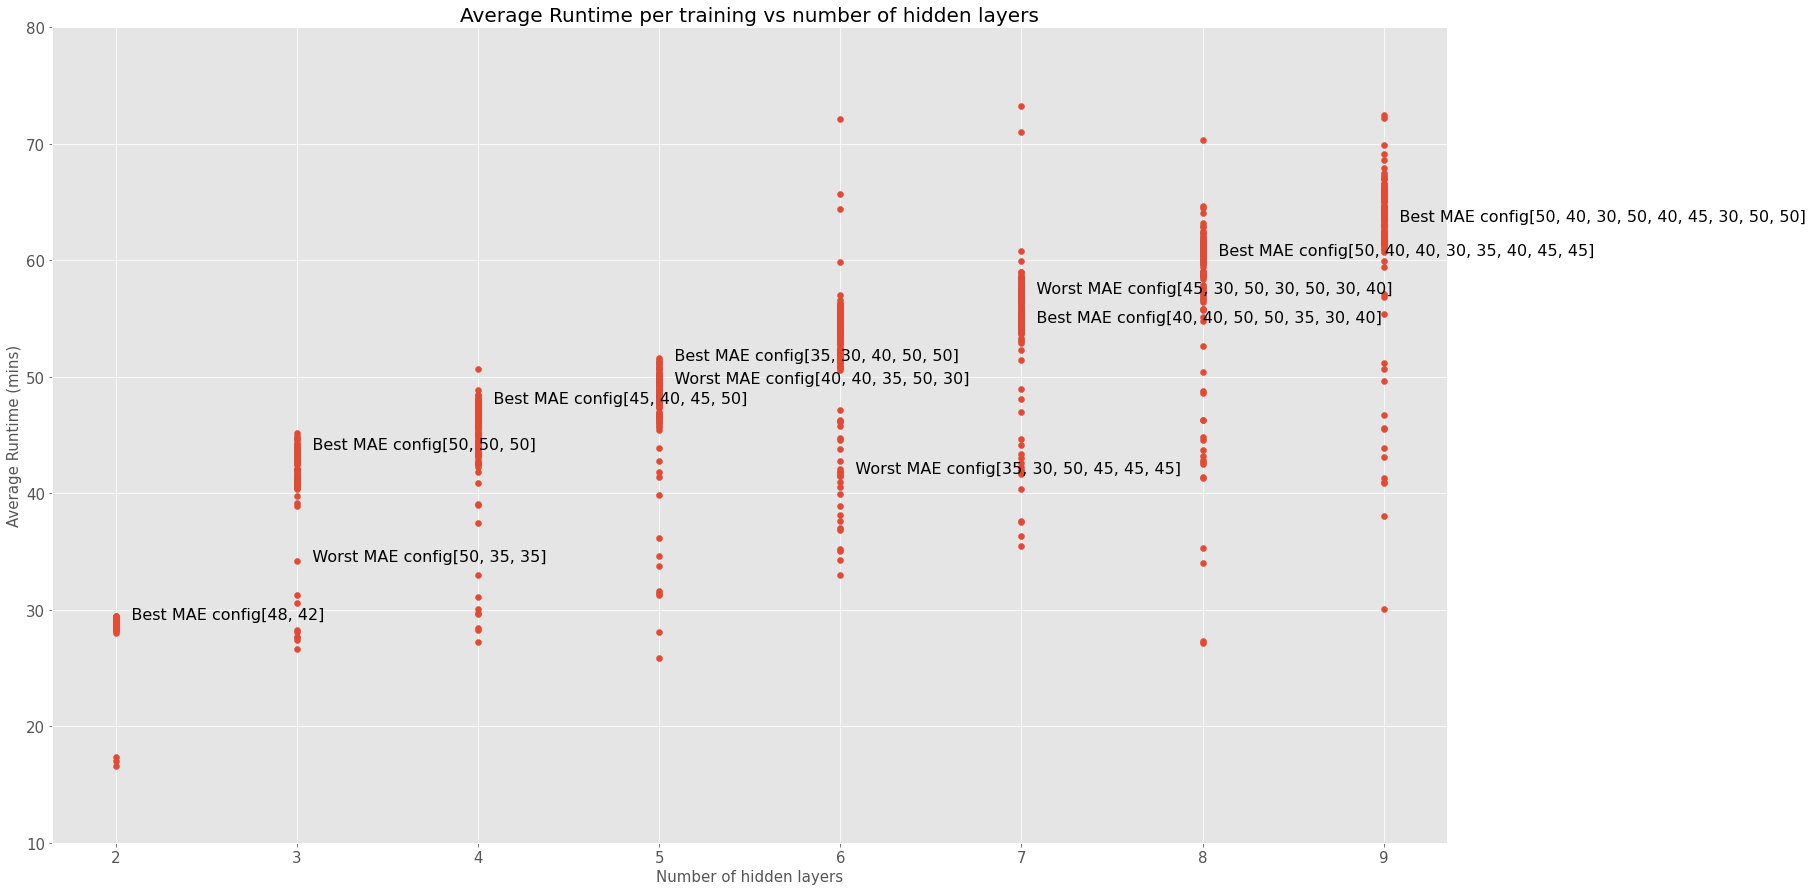 Average Runtime per training vs number of hidden layers
80
70
60
50
40
30
20
10
Average Runtime (mins)
Best MAE config[50, 40, 30, 50, 40, 45, 30, 50, 50]
Best MAE config[50, 40, 40, 30, 35, 40, 45, 45]
Worst MAE config[45, 30, 50, 30, 50, 30, 40]
Best MAE config[40, 40, 50, 50, 35, 30, 40]
Best MAE config[35, 30, 40, 50, 50]
Worst MAE config[40, 40, 35, 50, 30]
Best MAE config[45, 40, 45, 50]
Best MAE config[50, 50, 50]
Worst MAE config[35, 30, 50, 45, 45, 45]
Worst MAE config[50, 35, 35]
Best MAE config[48, 42]
2 3 4 5 6 7 8 9
Number of hidden layers